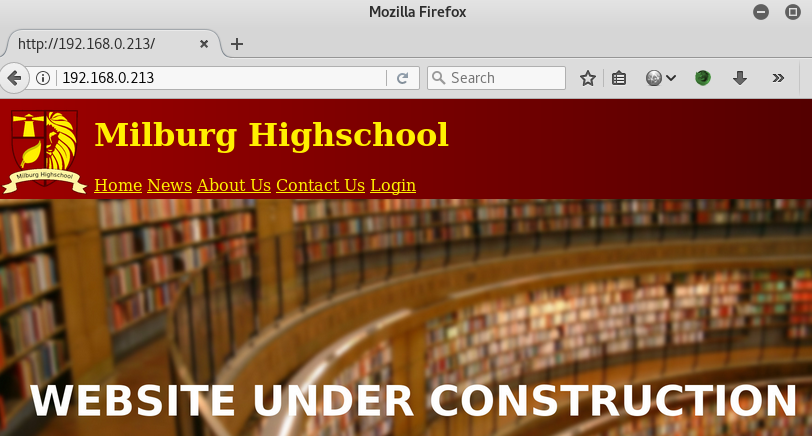 Mozilla Firefox
http://192.168.0.213/
192.168.0.213
Search
Milburg Highschool
Milburg Highschool
Home News About Us Contact Us Login
WEBSITE UNDER CONSTRUCTION